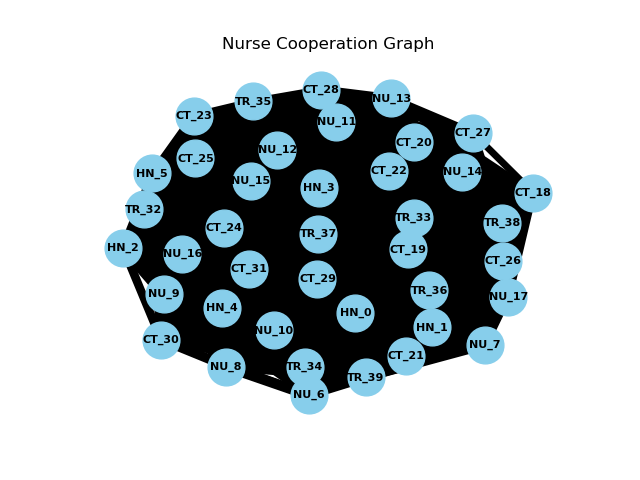 Nurse Cooperation Graph
CT_28
NU_13
TR_35
CT_23
NU_11
CT_27
CT_20
NU_12
CT_25
CT_22
NU_14
HN_5
NU_15
HN_3
CT_18
TR_32
TR_33
TR_38
CT_24
TR_37
HN_2
CT_19
NU_16
CT_26
CT_31
CT_29
TR_36
NU_9
NU_17
HN_4
HN_0
HN_1
NU_10
CT_30
NU_7
CT_21
NU_8
TR_34
TR_39
NU_6